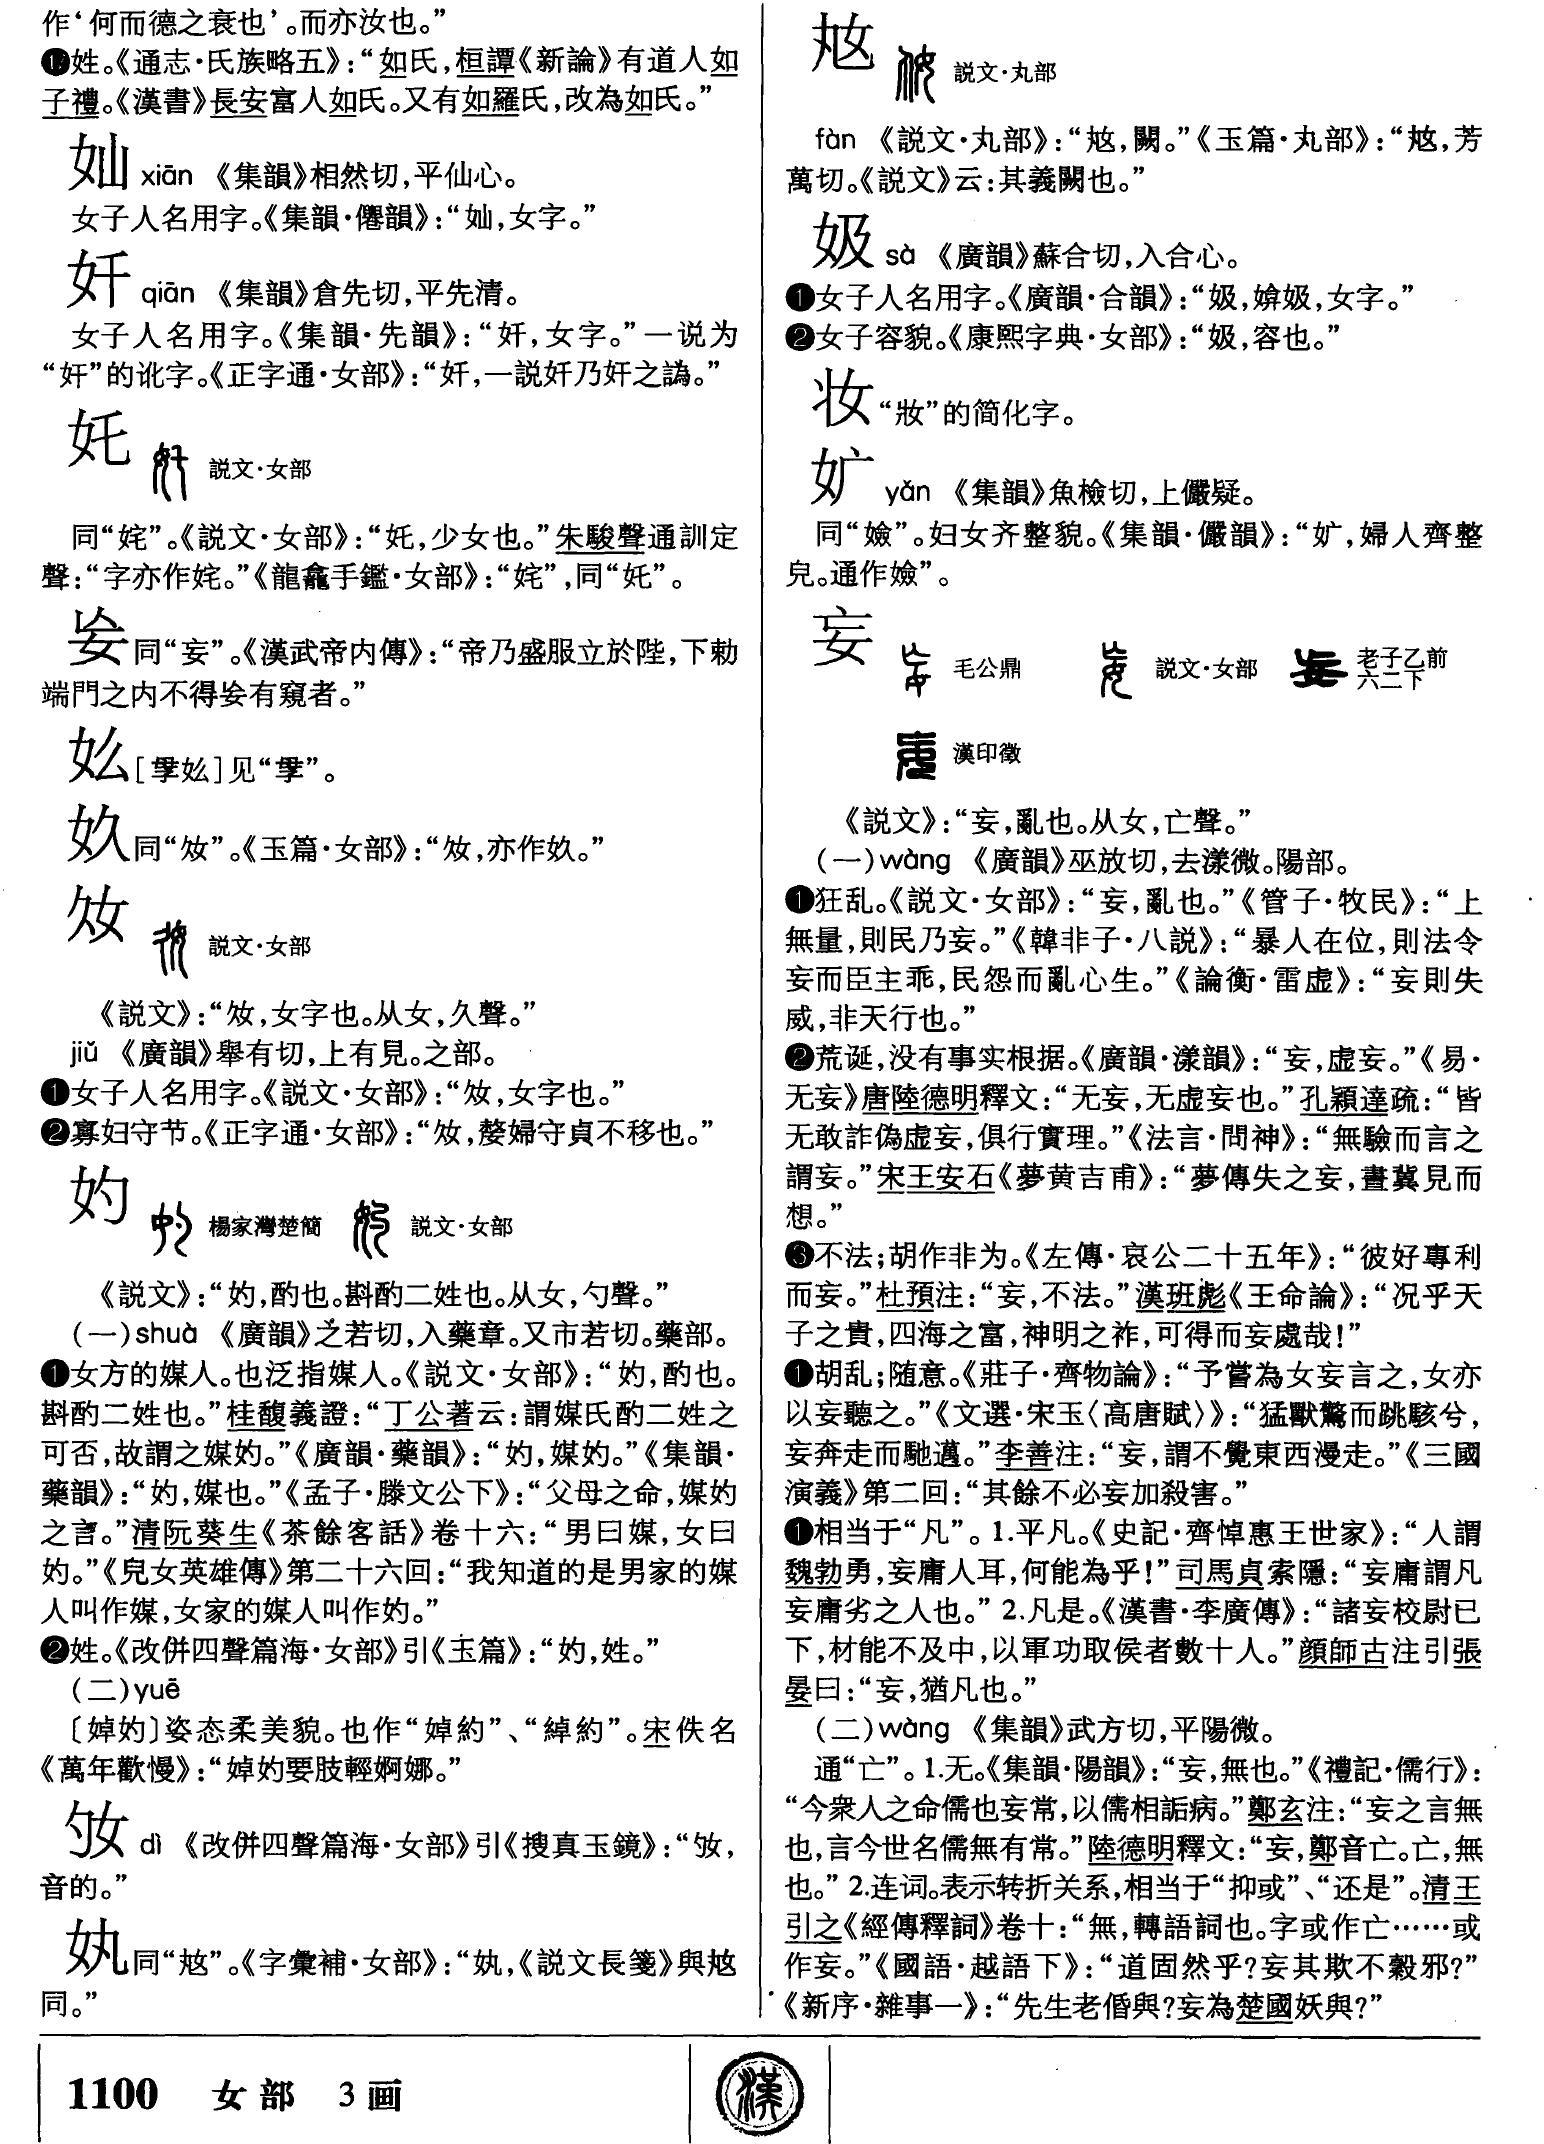 作‘何而德之衰也’。而亦汝也。”
⓱姓。《通志·氏族略五》：“如氏，桓譚《新論》有道人如
子禮。《漢書》長安富人如氏。又有如羅氏，改為如氏。”
奾 xiān 《集韻》相然切，平仙心。
女子人名用字。《集韻·僊韻》：“奾，女字。”
奷 qiān 《集韻》倉先切，平先清。
女子人名用字。《集韻·先韻》：“奷，女字。”一说为
“奸”的讹字。《正字通·女部》：“奷，一説奷乃奸之譌。”
奼 説文·女部
同“姹”。《説文·女部》：“奼，少女也。”朱駿聲通訓定
聲：“字亦作姹。”《龍龕手鑑·女部》：“姹”，同“奼”。
同“妄”。《漢武帝内傳》：“帝乃盛服立於陛，下勅
端門之内不得妄有窺者。”
见“㜽”。
奺同“㚫”。《玉篇·女部》：“㚫，亦作奺。”
㚫 説文·女部
《説文》：“㚫，女字也。从女，久聲。”
jiǔ 《廣韻》舉有切，上有見。之部。
❶女子人名用字。《説文·女部》：“㚫，女字也。”
❷寡妇守节。《正字通·女部》：“㚫，嫠婦守貞不移也。”
妁 楊家灣楚簡 説文·女部
《説文》：“妁，酌也。斟酌二姓也。从女，勺聲。”
(一)shuò 《廣韻》之若切，入藥章。又市若切。藥部。
❶女方的媒人。也泛指媒人。《説文·女部》：“妁，酌也。
斟酌二姓也。”桂馥義證：“丁公著云：謂媒氏酌二姓之
可否，故謂之媒妁。”《廣韻·藥韻》：“妁，媒妁。”《集韻·
藥韻》：“妁，媒也。”《孟子·滕文公下》：“父母之命，媒妁
之言。”清阮葵生《茶餘客話》卷十六：“男曰媒，女曰
妁。”《兒女英雄傳》第二十六回：“我知道的是男家的媒
人叫作媒，女家的媒人叫作妁。”
❷姓。《改併四聲篇海·女部》引《玉篇》：“妁，姓。”
(二)yuē
〔婥妁〕姿态柔美貌。也作“婥約”、“綽約”。宋佚名
《萬年歡慢》：“婥妁要肢輕婀娜。”
dì 《改併四聲篇海·女部》引《搜真玉鏡》：
音的。”
㚩同“㚇”。《字彙補·女部》：“㚩，《説文長箋》與㚇
同。”
説文·丸部
fàn 《説文·丸部》：“㚇，闕。”《玉篇·丸部》：“㚇，芳
萬切。《説文》云：其義闕也。”
㚫 sà 《廣韻》蘇合切，入合心。
❶女子人名用字。《廣韻·合韻》：女字。”
❷女子容貌。《康熙字典·女部》：容也。”
妆“妝”的简化字。
yǎn 《集韻》魚檢切，上儼疑。
同“嬐”。妇女齐整貌。《集韻·儼韻》：婦人齊整
皃。通作嬐”。
妄 毛公鼎 説文·女部 老子乙前
六二下
漢印徵
《説文》：“妄，亂也。从女，亡聲。”
(一)wàng 《廣韻》巫放切，去漾微。陽部。
❶狂乱。《説文·女部》：“妄，亂也。”《管子·牧民》：“上
無量，則民乃妄。”《韓非子·八説》：“暴人在位，則法令
妄而臣主乖，民怨而亂心生。”《論衡·雷虚》：“妄則失
威，非天行也。”
❷荒诞，没有事实根据。《廣韻·漾韻》：“妄，虚妄。”《易·
无妄》唐陸德明釋文：“无妄，无虚妄也。”孔穎達疏：“皆
无敢詐偽虚妄，俱行實理。”《法言·問神》：“無驗而言之
謂妄。”宋王安石《夢黄吉甫》：“夢傳失之妄，晝冀見而
想。”
❸不法；胡作非为。《左傳·哀公二十五年》：“彼好專利
而妄。”杜預注：“妄，不法。”漢班彪《王命論》：“况乎天
子之貴，四海之富，神明之祚，可得而妄處哉！”
❶胡乱；随意。《莊子·齊物論》：“予嘗為女妄言之，女亦
以妄聽之。”《文選·宋玉〈高唐賦〉》：“猛獸驚而跳駭兮，
妄奔走而馳邁。”李善注：“妄，謂不覺東西漫走。”《三國
演義》第二回：“其餘不必妄加殺害。”
❶相当于“凡”。1.平凡。《史記·齊悼惠王世家》：“人謂
魏勃勇，妄庸人耳，何能為乎！”司馬貞索隱：“妄庸謂凡
妄庸劣之人也。”2.凡是。《漢書·李廣傳》：“諸妄校尉已
下，材能不及中，以軍功取侯者數十人。”顔師古注引張
晏曰：“妄，猶凡也。”
(二)wàng 《集韻》武方切，平陽微。
通“亡”。1.无。《集韻·陽韻》：“妄，無也。”《禮記·儒行》：
“今衆人之命儒也妄常，以儒相詬病。”鄭玄注：“妄之言無
也，言今世名儒無有常。”陸德明釋文：“妄，鄭音亡。亡，無
也。”2.连词。表示转折关系，相当于“抑或”、“还是”。清王
引之《經傳釋詞》卷十：“無，轉語詞也。字或作亡……或
作妄。”《國語·越語下》：“道固然乎？妄其欺不穀邪？”
《新序·雜事一》：“先生老惛與？妄為楚國妖與？”
1100 女部 3画
漢